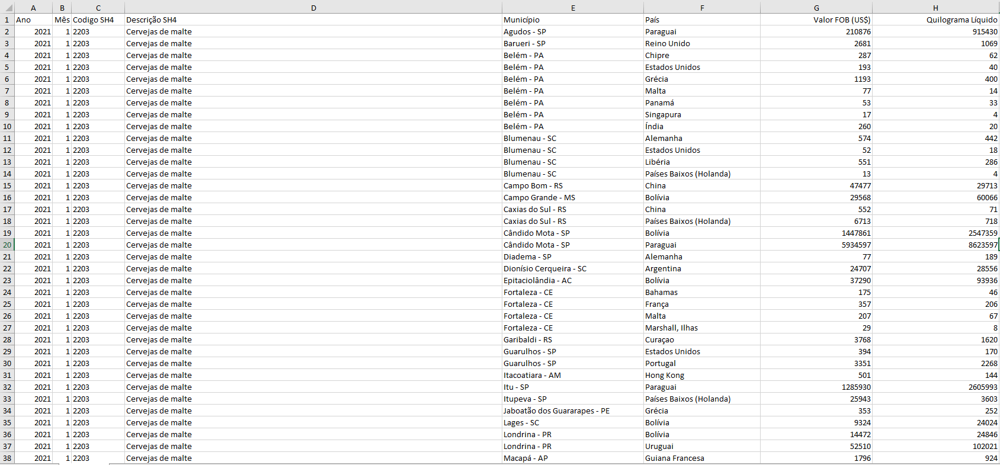 A B C D E F G H
1 Ano Mês Codigo SH4 Descrição SH4 Município País Valor FOB (US$) Quilograma Líquido
2 2021 1 2203 Cervejas de malte Agudos - SP Paraguai 210876 915430
3 2021 1 2203 Cervejas de malte Barueri - SP Reino Unido 2681 1069
4 2021 1 2203 Cervejas de malte Belém - PA Chipre 287 62
5 2021 1 2203 Cervejas de malte Belém - PA Estados Unidos 193 40
6 2021 1 2203 Cervejas de malte Belém - PA Grécia 1193 400
7 2021 1 2203 Cervejas de malte Belém - PA Malta 77 14
8 2021 1 2203 Cervejas de malte Belém - PA Panamá 53 33
9 2021 1 2203 Cervejas de malte Belém - PA Singapura 17 4
10 2021 1 2203 Cervejas de malte Belém - PA Índia 260 20
11 2021 1 2203 Cervejas de malte Blumenau - SC Alemanha 574 442
12 2021 1 2203 Cervejas de malte Blumenau - SC Estados Unidos 52 18
13 2021 1 2203 Cervejas de malte Blumenau - SC Libéria 551 286
14 2021 1 2203 Cervejas de malte Blumenau - SC Países Baixos (Holanda) 13 4
15 2021 1 2203 Cervejas de malte Campo Bom - RS China 47477 29713
16 2021 1 2203 Cervejas de malte Campo Grande - MS Bolívia 29568 60066
17 2021 1 2203 Cervejas de malte Caxias do Sul - RS China 552 71
18 2021 1 2203 Cervejas de malte Caxias do Sul - RS Países Baixos (Holanda) 6713 718
19 2021 1 2203 Cervejas de malte Cândido Mota - SP Bolívia 1447861 2547359
20 2021 1 2203 Cervejas de malte Cândido Mota - SP Paraguai 5934597 8623597
21 2021 1 2203 Cervejas de malte Diadema - SP Alemanha 77 189
22 2021 1 2203 Cervejas de malte Dionísio Cerqueira - SC Argentina 24707 28556
23 2021 1 2203 Cervejas de malte Epitaciolândia - AC Bolívia 37290 93936
24 2021 1 2203 Cervejas de malte Fortaleza - CE Bahamas 175 46
25 2021 1 2203 Cervejas de malte Fortaleza - CE França 357 206
26 2021 1 2203 Cervejas de malte Fortaleza - CE Malta 207 67
27 2021 1 2203 Cervejas de malte Fortaleza - CE Marshall, Ilhas 29 8
28 2021 1 2203 Cervejas de malte Garibaldi - RS Curaçao 3768 1620
29 2021 1 2203 Cervejas de malte Guarulhos - SP Estados Unidos 394 170
30 2021 1 2203 Cervejas de malte Guarulhos - SP Portugal 3351 2268
31 2021 1 2203 Cervejas de malte Itacoatiara - AM Hong Kong 501 144
32 2021 1 2203 Cervejas de malte Itu - SP Paraguai 1285930 2605993
33 2021 1 2203 Cervejas de malte Itupeva - SP Países Baixos (Holanda) 25943 3603
34 2021 1 2203 Cervejas de malte Jaboatão dos Guararapes - PE Grécia 353 252
35 2021 1 2203 Cervejas de malte Lages - SC Bolívia 9324 24024
36 2021 1 2203 Cervejas de malte Londrina - PR Bolívia 14472 24846
37 2021 1 2203 Cervejas de malte Londrina - PR Uruguai 52510 102021
38 2021 1 2203 Cervejas de malte Macapá - AP Guiana Francesa 1796 924